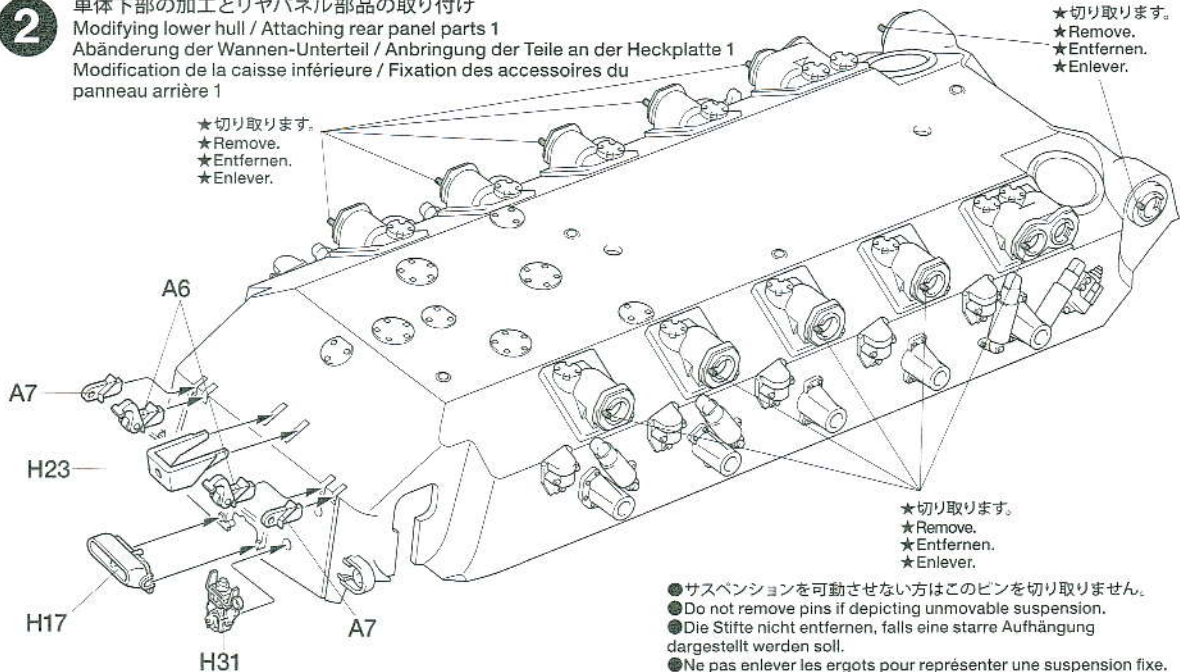 2
車体下部の加工とリヤパネル部品の取り付け
Modifying lower hull / Attaching rear panel parts 1
Abänderung der Wannen-Unterteil / Anbringung der Teile an der Heckplatte 1
Modification de la caisse inférieure / Fixation des accessoires du
panneau arrière 1
★切り取ります。
★Remove.
★Entfernen.
★Enlever.
★切り取ります。
★Remove.
★Entfernen.
★Enlever.
A6
A7
H23
H17
H31
A7
★切り取ります。
★Remove.
★Entfernen.
★Enlever.
●サスペンションを可動させない方はこのピンを切り取りません。
●Do not remove pins if depicting unmovable suspension.
●Die Stifte nicht entfernen, falls eine starre Aufhängung
dargestellt werden soll.
●Ne pas enlever les ergots pour représenter une suspension fixe.